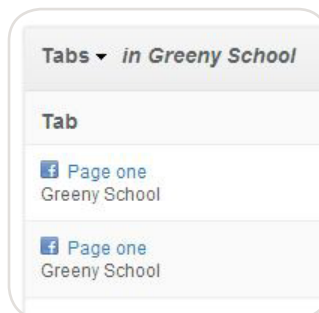 Tabs in Greeny School
Tab
Page one
Greeny School
Page one
Greeny School